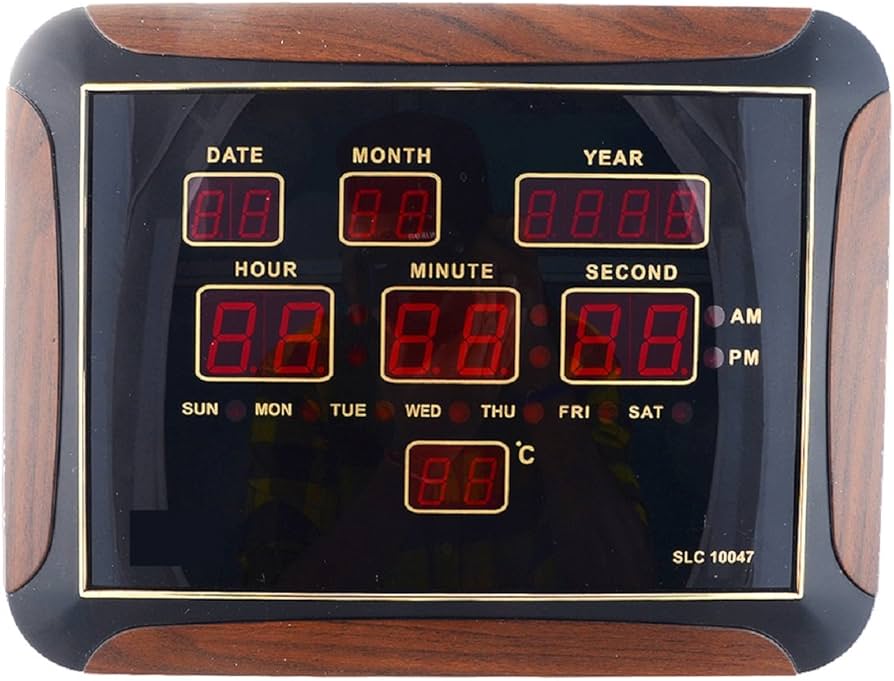 DATE MONTH YEAR
HOUR MINUTE SECOND
AM
PM
SUN MON TUE WED THU FRI SAT
°C
SLC 10047